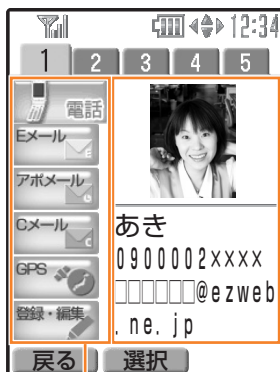 12:34
1 2 3 4 5
電話
Eメール
アポメール
Cメール
GPS
登録・編集
あき
0900002××××
□□□□□□@ezweb
.ne.jp
戻る 選択